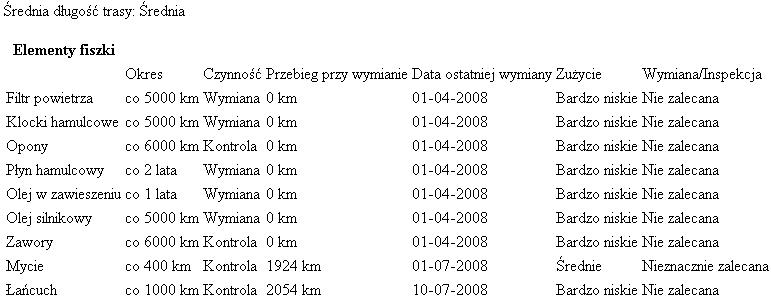 Średnia długość trasy: Średnia
Elementy fiszki
Okres Czynność Przebieg przy wymianie Data ostatniej wymiany Zużycie Wymiana/Inspekcja
Filtr powietrza co 5000 km Wymiana 0 km 01-04-2008 Bardzo niskie Nie zalecana
Klocki hamulcowe co 5000 km Wymiana 0 km 01-04-2008 Bardzo niskie Nie zalecana
Opony co 6000 km Kontrola 0 km 01-04-2008 Bardzo niskie Nie zalecana
Płyn hamulcowy co 2 lata Wymiana 0 km 01-04-2008 Bardzo niskie Nie zalecana
Olej w zawieszeniu co 1 lata Wymiana 0 km 01-04-2008 Bardzo niskie Nie zalecana
Olej silnikowy co 5000 km Wymiana 0 km 01-04-2008 Bardzo niskie Nie zalecana
Zawory co 6000 km Kontrola 0 km 01-04-2008 Bardzo niskie Nie zalecana
Mycie co 400 km Kontrola 1924 km 01-07-2008 Średnie Nieznacznie zalecana
Łańcuch co 1000 km Kontrola 2054 km 10-07-2008 Bardzo niskie Nie zalecana